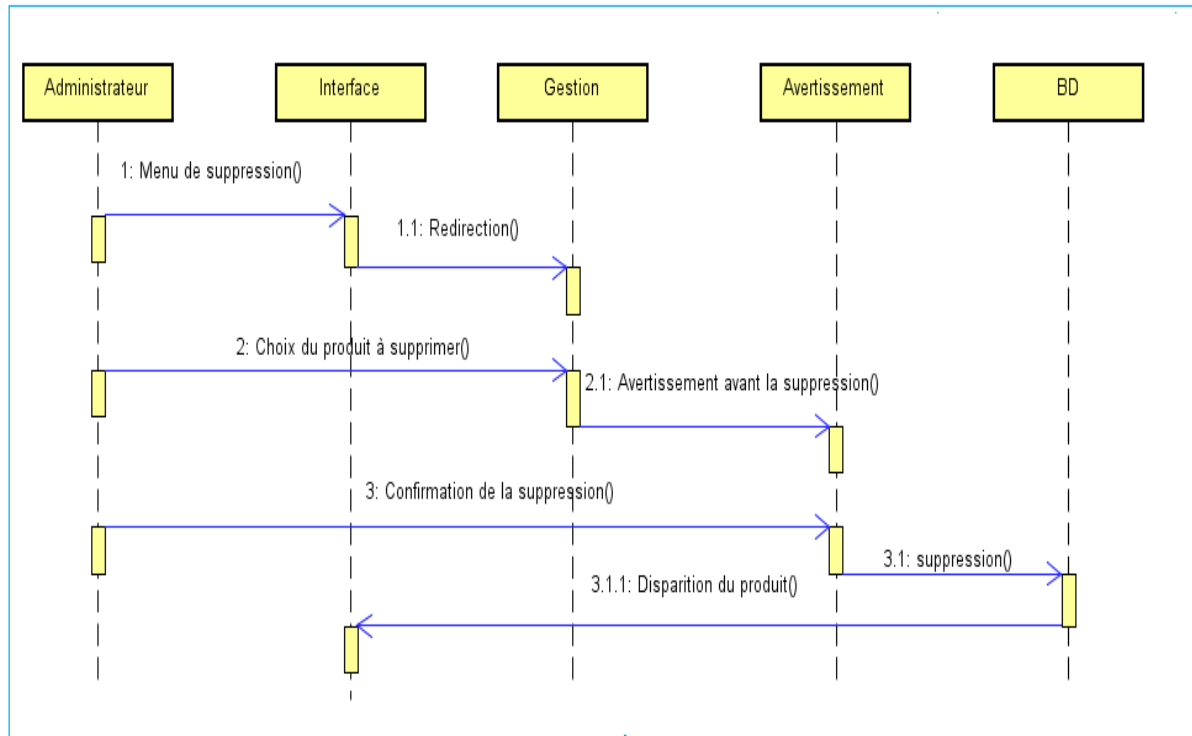 Administrateur
Interface
Gestion
Avertissement
BD
1: Menu de suppression()
1.1: Redirection()
2: Choix du produit à supprimer()
2.1: Avertissement avant la suppression()
3: Confirmation de la suppression()
3.1: suppression()
3.1.1: Disparition du produit()